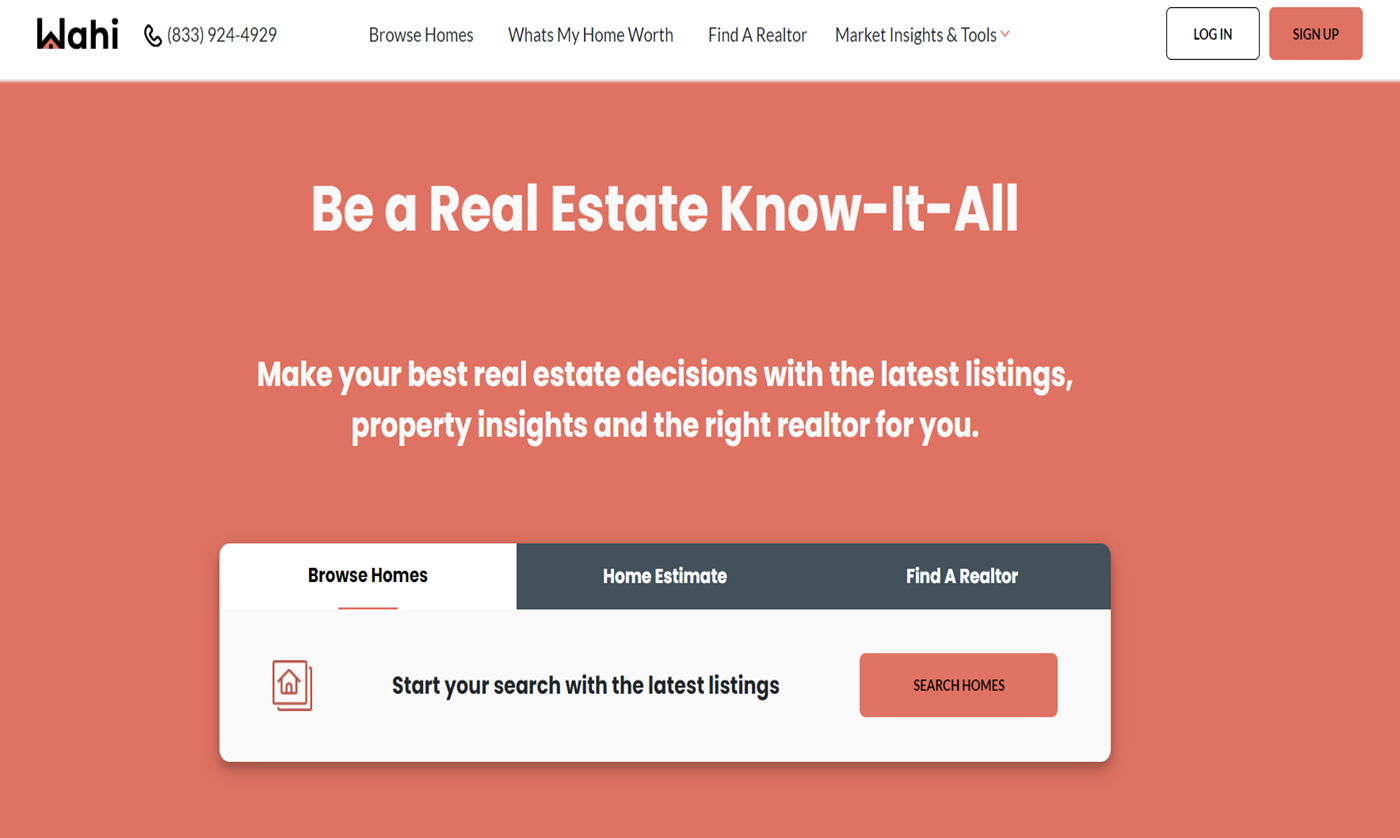 Wahi (833) 924-4929 Browse Homes Whats My Home Worth Find A Realtor Market Insights & Tools LOG IN SIGN UP
Be a Real Estate Know-It-All
Make your best real estate decisions with the latest listings,
property insights and the right realtor for you.
Browse Homes Home Estimate Find A Realtor
Start your search with the latest listings SEARCH HOMES